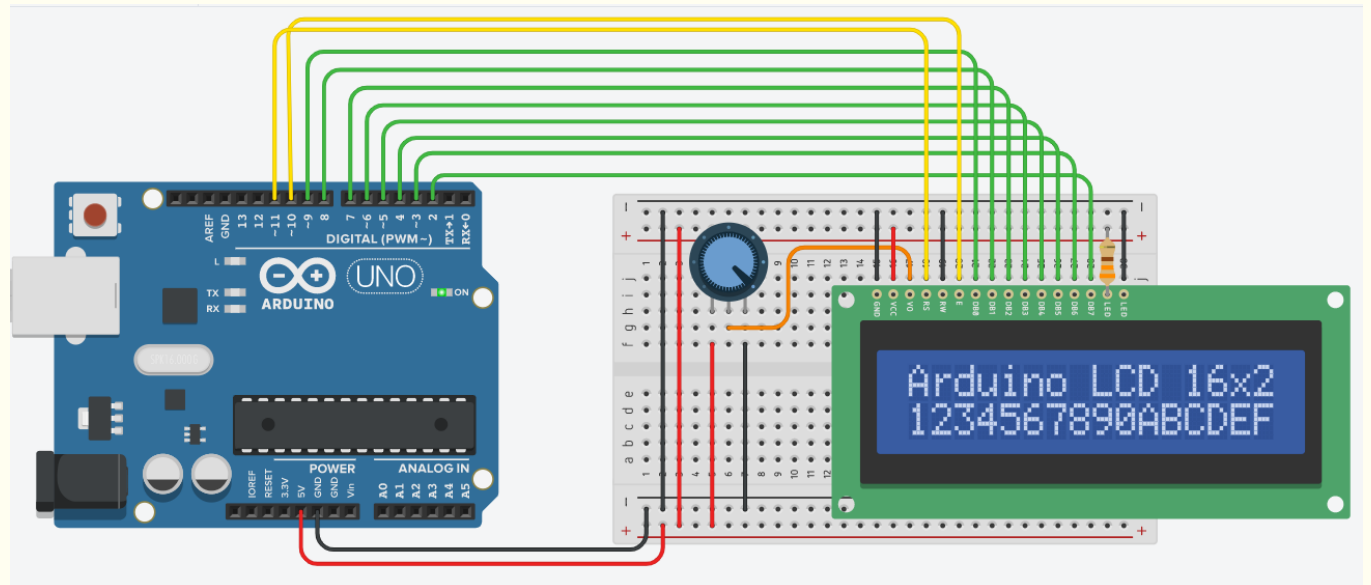 AREF
GND
13
12
~11
~10
~9
8
7
~6
~5
4
~3
2
TX→1
RX←0
DIGITAL (PWM~)
L
TX
RX
UNO
ARDUINO
ON
POWER
ANALOG IN
IOREF
RESET
3.3V
5V
GND
GND
Vin
A0
A1
A2
A3
A4
A5
j
i
h
g
f
e
d
c
b
a
GND
VCC
VO
RS
RW
E
DB0
DB1
DB2
DB3
DB4
DB5
DB6
DB7
LED
LED
Arduino LCD 16x2
1234567890ABCDEF